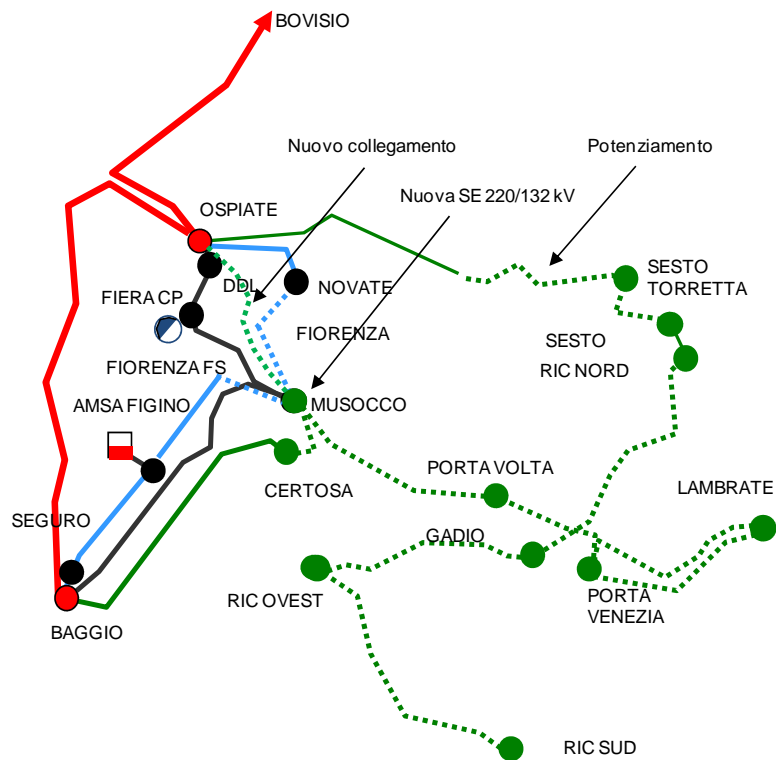 BOVISIO
Nuovo collegamento
Potenziamento
Nuova SE 220/132 kV
OSPIATE
DDL
NOVATE
SESTO
TORRETTA
FIERA CP
FIORENZA
SESTO
RIC NORD
FIORENZA FS
AMSA FIGINO
MUSOCCO
PORTA VOLTA
LAMBRATE
CERTOSA
SEGURO
GADIO
RIC OVEST
PORTA
VENEZIA
BAGGIO
RIC SUD